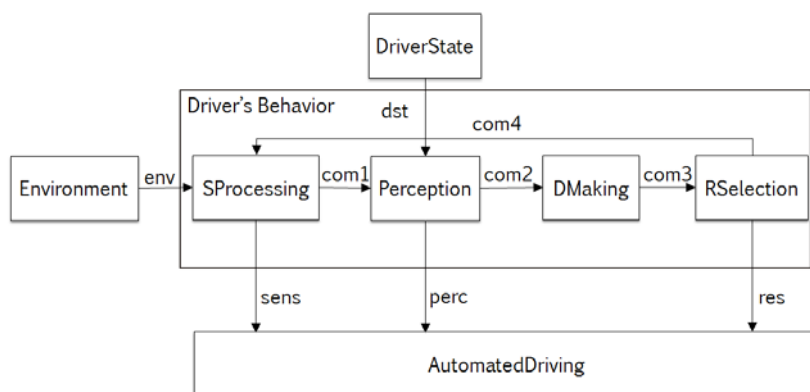 DriverState
Driver's Behavior
dst
com4
Environment
env
SProcessing
com1
Perception
com2
DMaking
com3
RSelection
sens
perc
res
AutomatedDriving